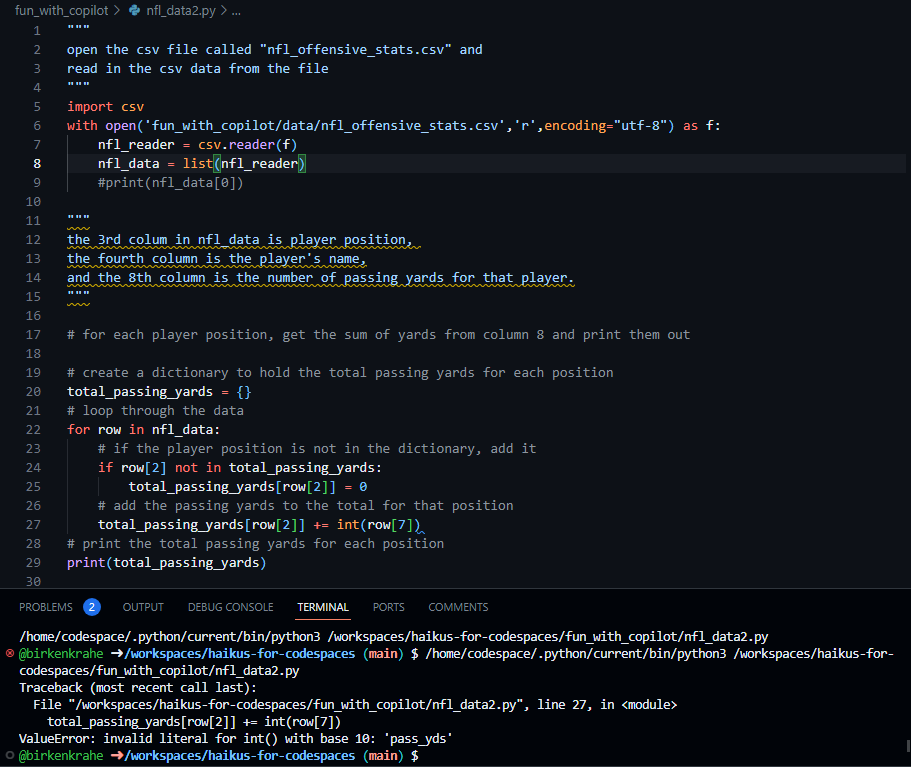 fun_with_copilot > nfl_data2.py > ...
1 """
2 open the csv file called "nfl_offensive_stats.csv" and
3 read in the csv data from the file
4 """
5 import csv
6 with open('fun_with_copilot/data/nfl_offensive_stats.csv','r',encoding="utf-8") as f:
7     nfl_reader = csv.reader(f)
8     nfl_data = list(nfl_reader)
9     #print(nfl_data[0])
10
11 """
12 the 3rd colum in nfl_data is player position,
13 the fourth column is the player's name,
14 and the 8th column is the number of passing yards for that player.
15 """
16
17 # for each player position, get the sum of yards from column 8 and print them out
18
19 # create a dictionary to hold the total passing yards for each position
20 total_passing_yards = {}
21 # loop through the data
22 for row in nfl_data:
23     # if the player position is not in the dictionary, add it
24     if row[2] not in total_passing_yards:
25         total_passing_yards[row[2]] = 0
26     # add the passing yards to the total for that position
27     total_passing_yards[row[2]] += int(row[7])
28 # print the total passing yards for each position
29 print(total_passing_yards)
30
PROBLEMS 2 OUTPUT DEBUG CONSOLE TERMINAL PORTS COMMENTS
/home/codespace/.python/current/bin/python3 /workspaces/haikus-for-codespaces/fun_with_copilot/nfl_data2.py
@birkenkrahe ➜/workspaces/haikus-for-codespaces (main) $ /home/codespace/.python/current/bin/python3 /workspaces/haikus-for-
codespaces/fun_with_copilot/nfl_data2.py
Traceback (most recent call last):
  File "/workspaces/haikus-for-codespaces/fun_with_copilot/nfl_data2.py", line 27, in <module>
    total_passing_yards[row[2]] += int(row[7])
ValueError: invalid literal for int() with base 10: 'pass_yds'
@birkenkrahe ➜/workspaces/haikus-for-codespaces (main) $